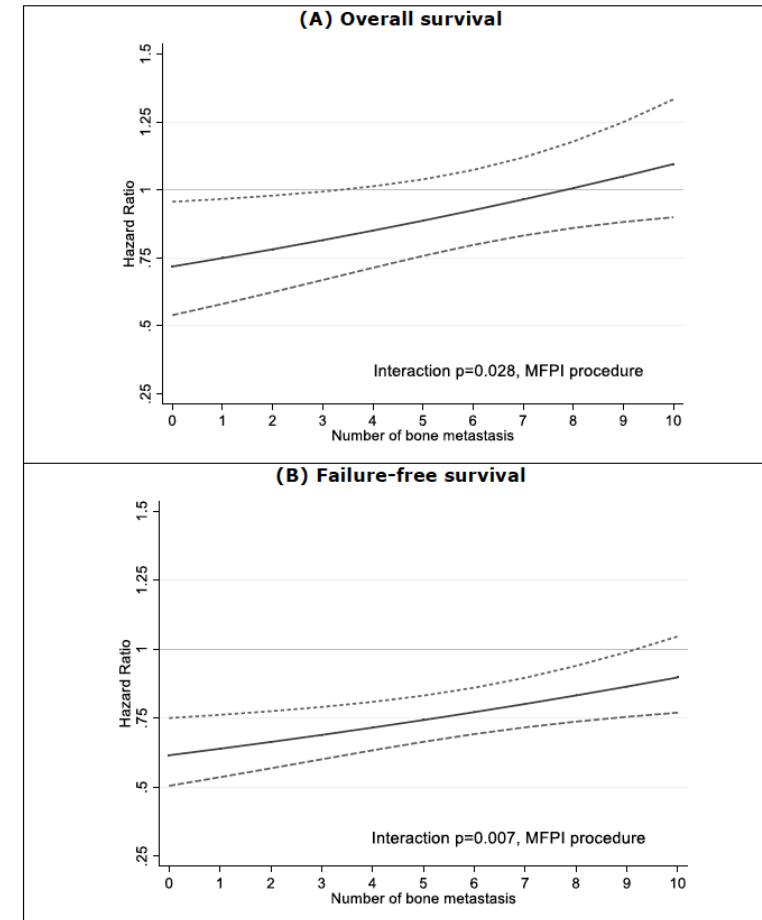 (A) Overall survival
1.5
1.25
1
.75
.5
.25
Hazard Ratio
Interaction p=0.028, MFPI procedure
0 1 2 3 4 5 6 7 8 9 10
Number of bone metastasis
(B) Failure-free survival
1.5
1.25
1
.75
.5
.25
Hazard Ratio
Interaction p=0.007, MFPI procedure
0 1 2 3 4 5 6 7 8 9 10
Number of bone metastasis